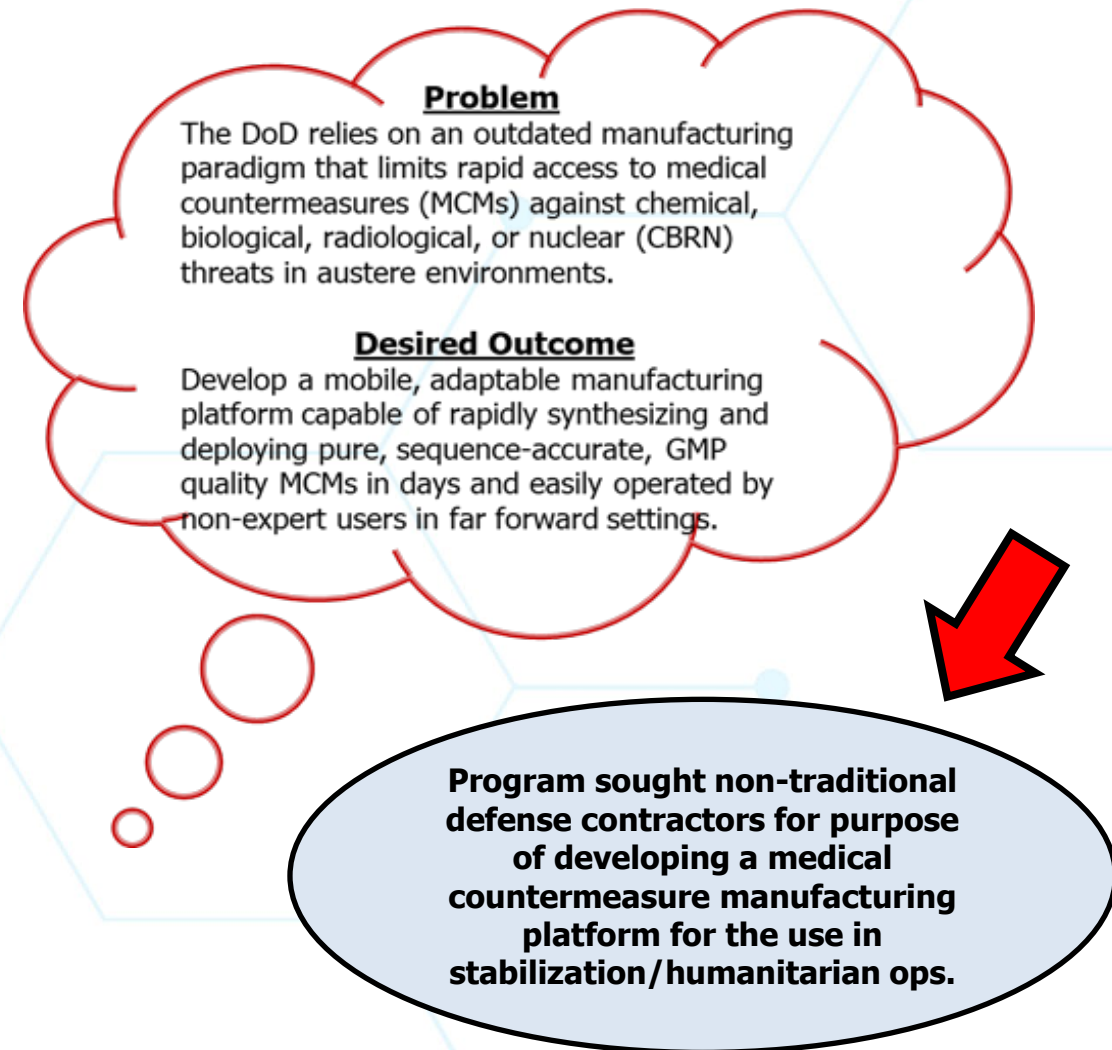 Problem
The DoD relies on an outdated manufacturing
paradigm that limits rapid access to medical
countermeasures (MCMs) against chemical,
biological, radiological, or nuclear (CBRN)
threats in austere environments.
Desired Outcome
Develop a mobile, adaptable manufacturing
platform capable of rapidly synthesizing and
deploying pure, sequence-accurate, GMP
quality MCMs in days and easily operated by
non-expert users in far forward settings.
Program sought non-traditional
defense contractors for purpose
of developing a medical
countermeasure manufacturing
platform for the use in
stabilization/humanitarian ops.